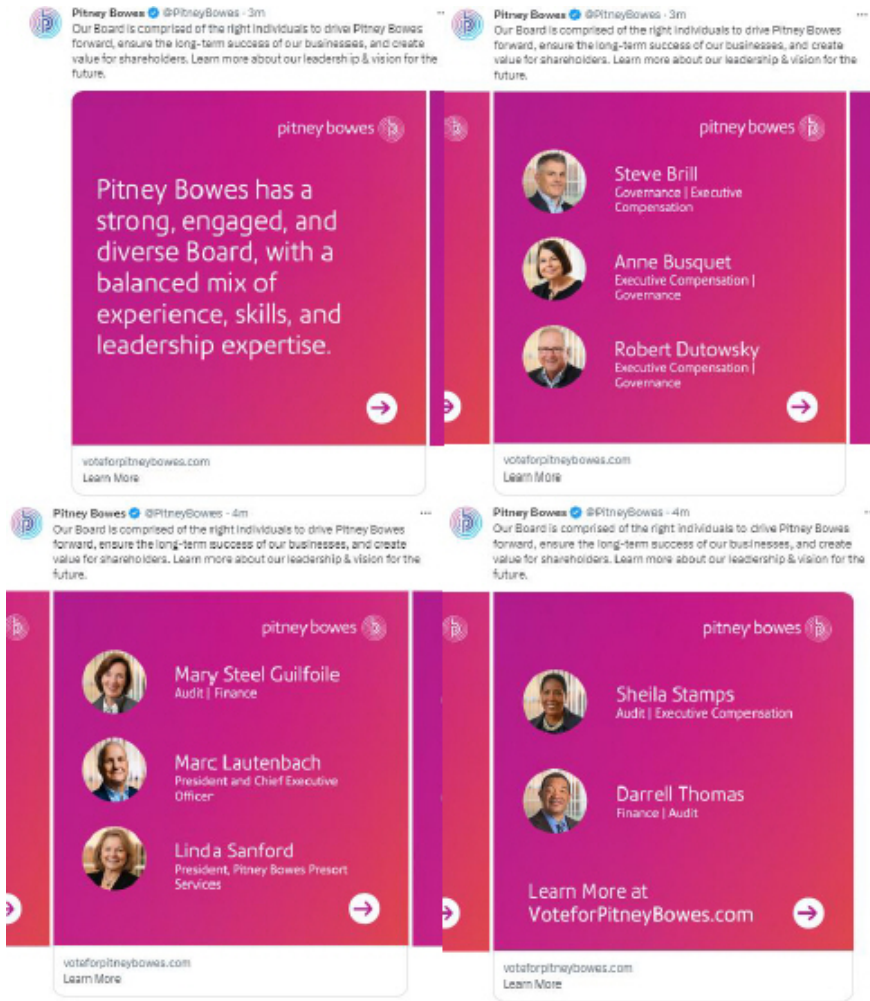 Pitney Bowes @PitneyBowes · 3m
Our Board is comprised of the right individuals to drive Pitney Bowes
forward, ensure the long-term success of our businesses, and create
value for shareholders. Learn more about our leadership & vision for the
future.
pitney bowes
Pitney Bowes has a
strong, engaged, and
diverse Board, with a
balanced mix of
experience, skills, and
leadership expertise.
voteforpitneybowes.com
Learn More
Pitney Bowes @PitneyBowes · 3m
Our Board is comprised of the right individuals to drive Pitney Bowes
forward, ensure the long-term success of our businesses, and create
value for shareholders. Learn more about our leadership & vision for the
future.
pitney bowes
Steve Brill
Governance | Executive
Compensation
Anne Busquet
Executive Compensation |
Governance
Robert Dutowsky
Executive Compensation |
Governance
voteforpitneybowes.com
Learn More
Pitney Bowes @PitneyBowes · 4m
Our Board is comprised of the right individuals to drive Pitney Bowes
forward, ensure the long-term success of our businesses, and create
value for shareholders. Learn more about our leadership & vision for the
future.
pitney bowes
Mary Steel Guilfoile
Audit | Finance
Marc Lautenbach
President and Chief Executive
Officer
Linda Sanford
President, Pitney Bowes Presort
Services
voteforpitneybowes.com
Learn More
Pitney Bowes @PitneyBowes · 4m
Our Board is comprised of the right individuals to drive Pitney Bowes
forward, ensure the long-term success of our businesses, and create
value for shareholders. Learn more about our leadership & vision for the
future.
pitney bowes
Sheila Stamps
Audit | Executive Compensation
Darrell Thomas
Finance | Audit
Learn More at
VoteforPitneyBowes.com
voteforpitneybowes.com
Learn More